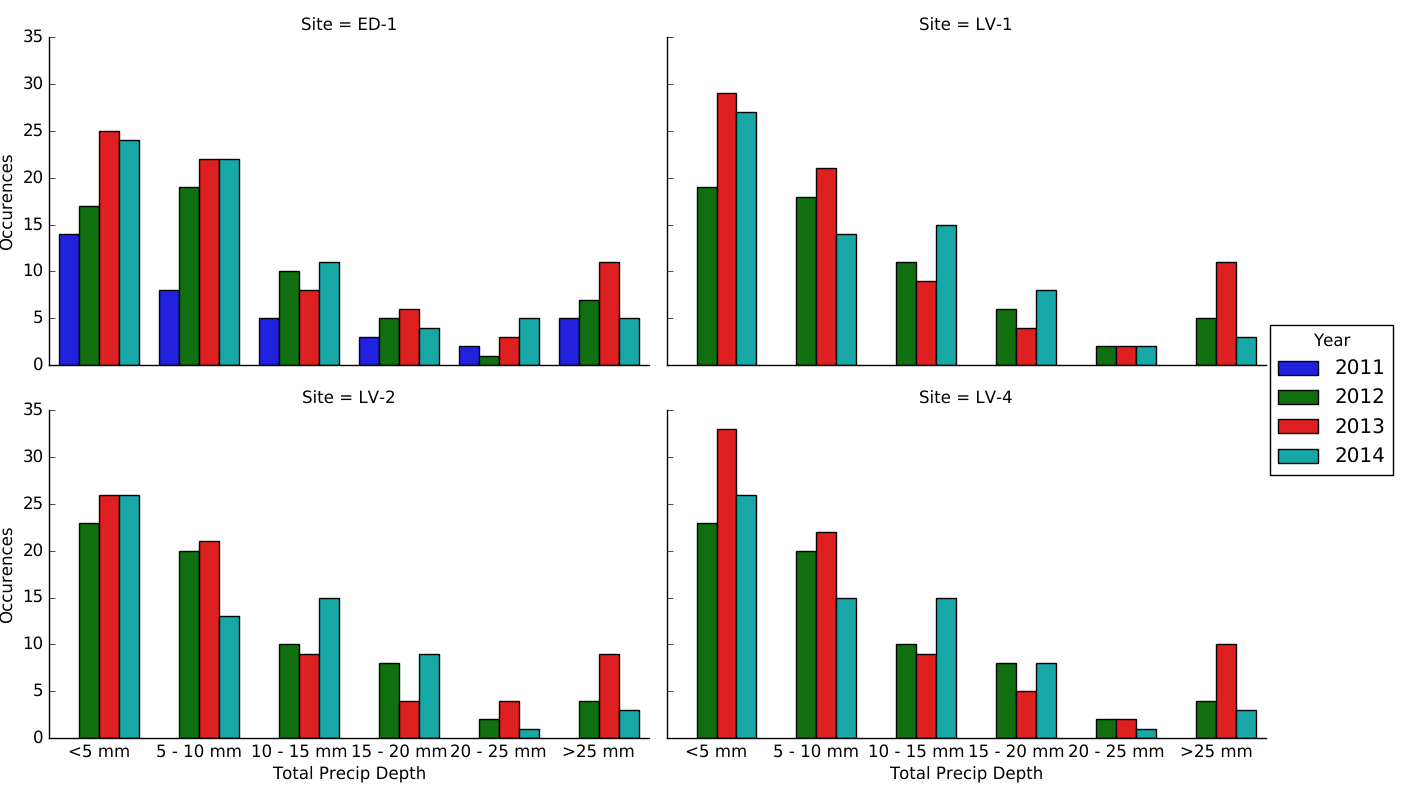 Site = ED-1
Site = LV-1
35
30
25
20
15
10
5
0
Occurences
Year
2011
2012
2013
2014
Site = LV-2
Site = LV-4
35
30
25
20
15
10
5
0
Occurences
<5 mm 5 - 10 mm 10 - 15 mm 15 - 20 mm 20 - 25 mm >25 mm
Total Precip Depth
<5 mm 5 - 10 mm 10 - 15 mm 15 - 20 mm 20 - 25 mm >25 mm
Total Precip Depth